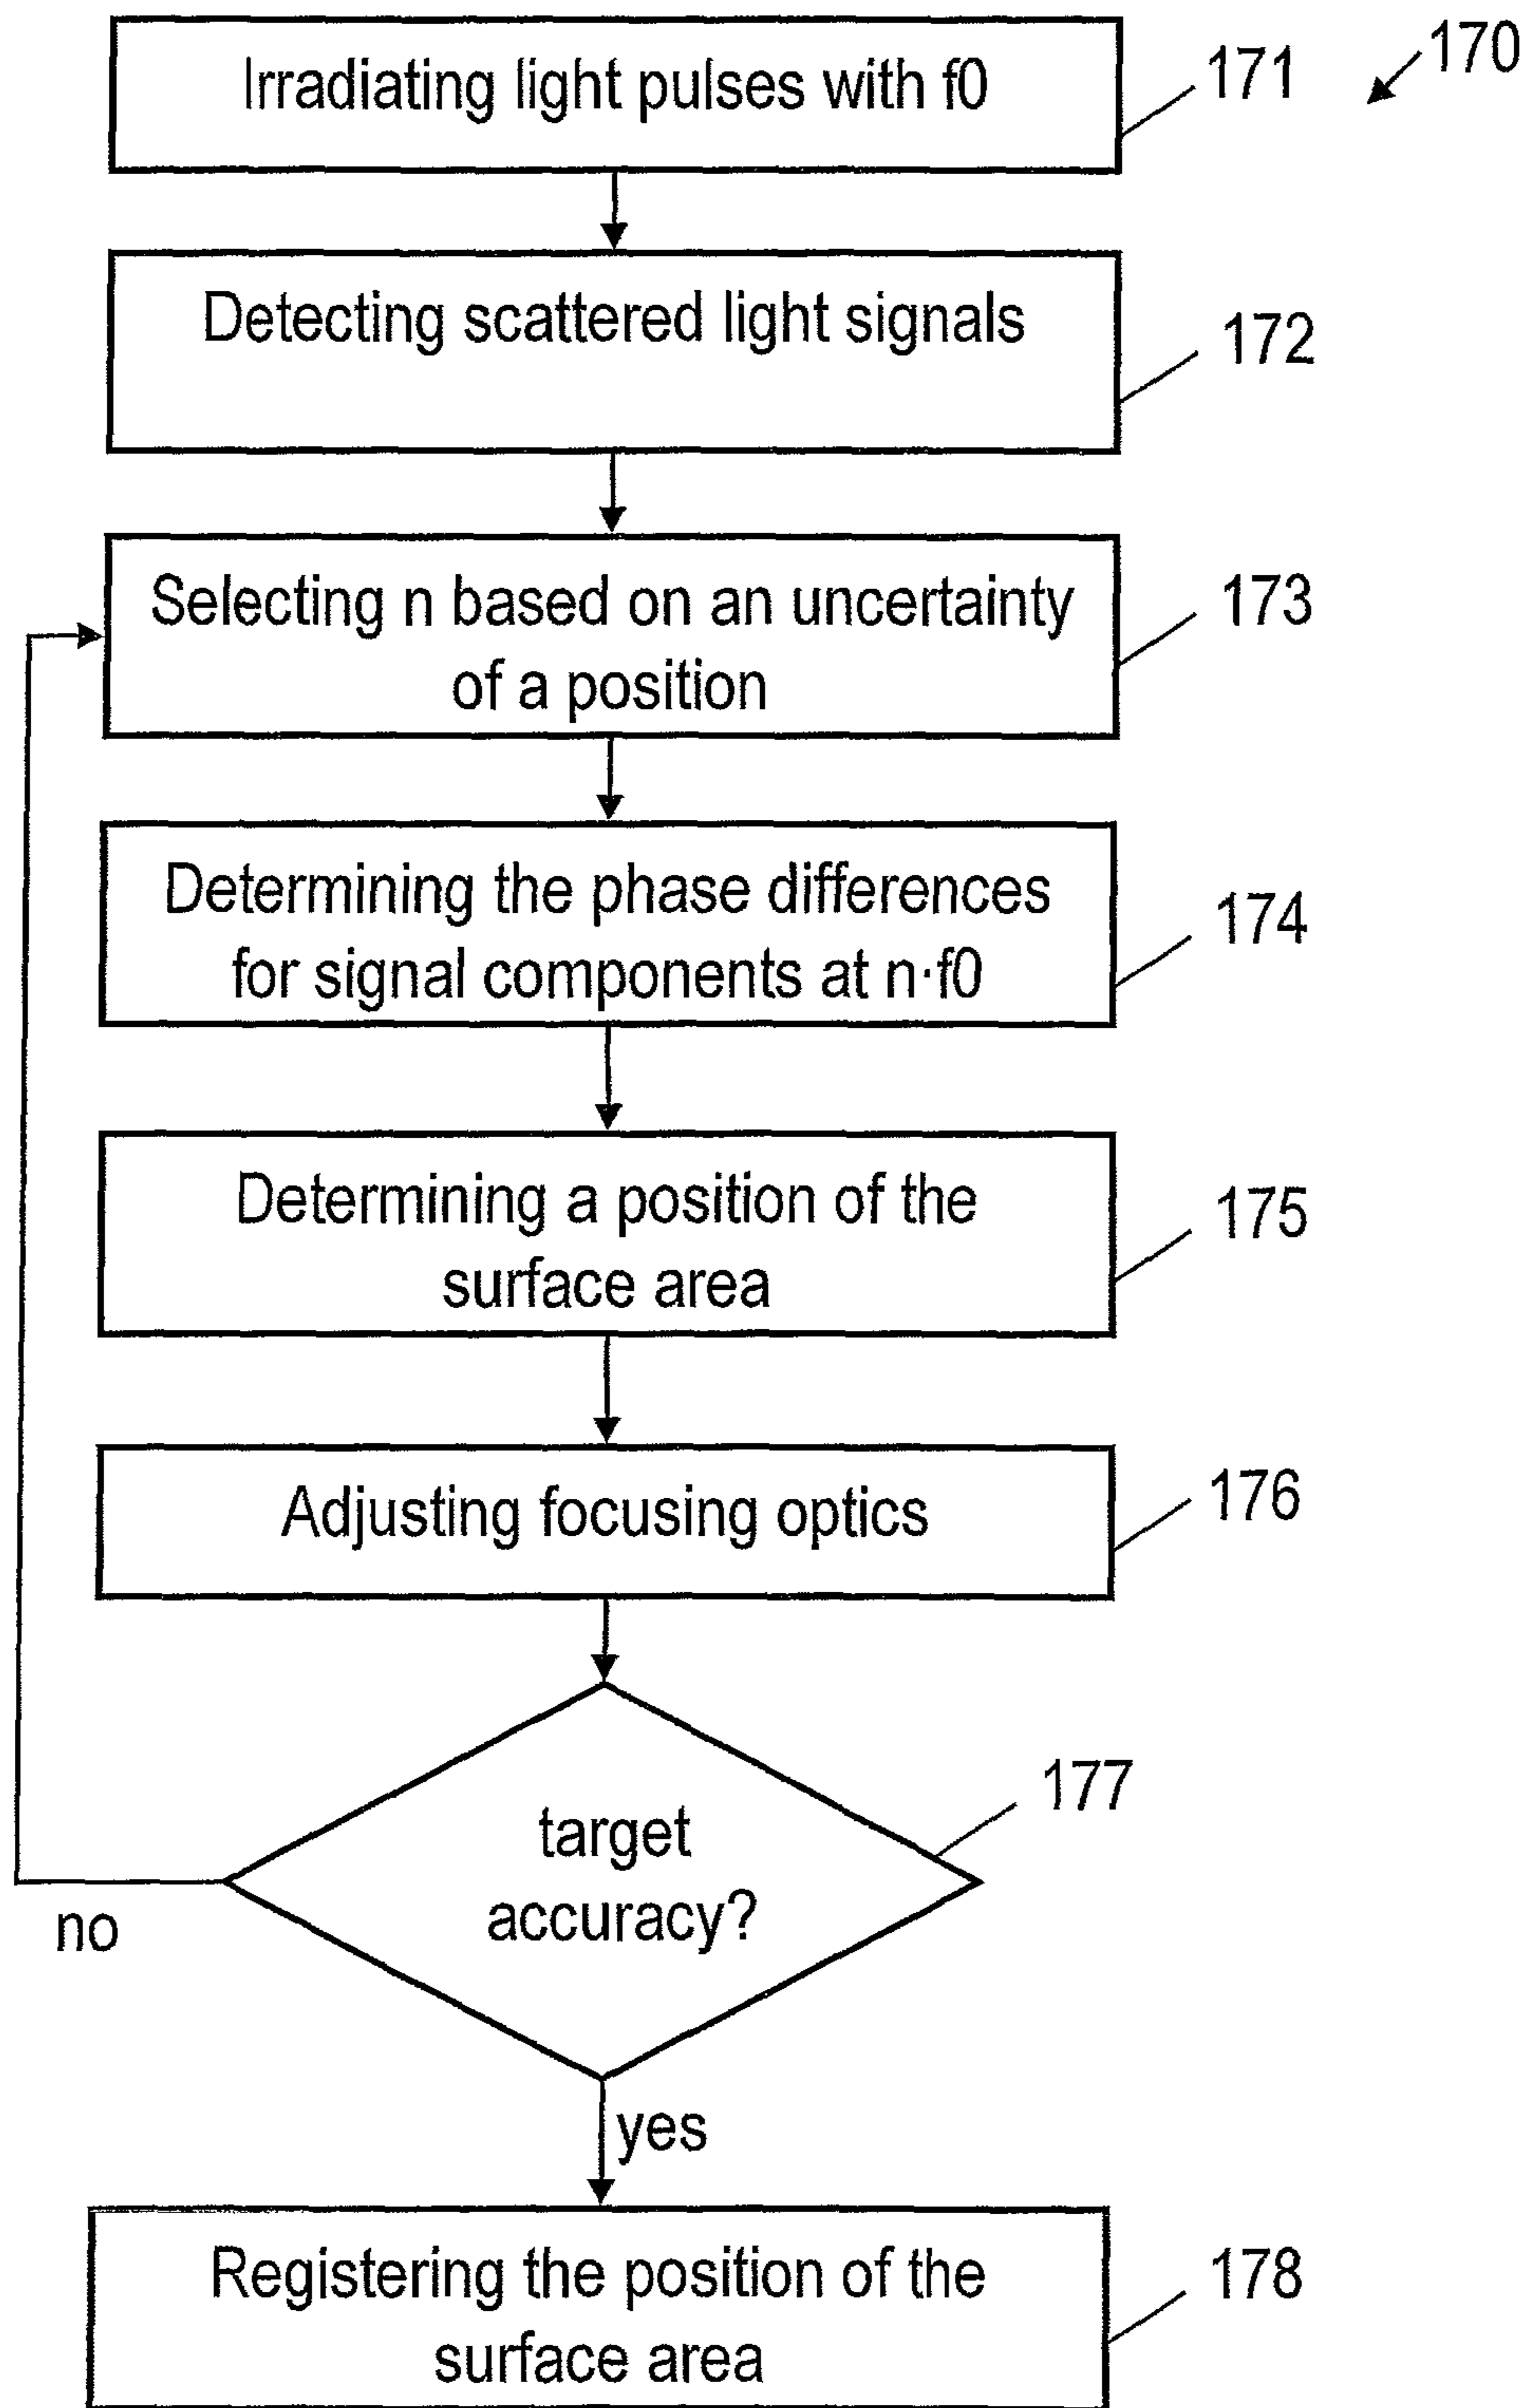 170
Irradiating light pulses with f0
171
Detecting scattered light signals
172
Selecting n based on an uncertainty
of a position
173
Determining the phase differences
for signal components at n·f0
174
Determining a position of the
surface area
175
Adjusting focusing optics
176
target
accuracy?
177
no
yes
Registering the position of the
surface area
178